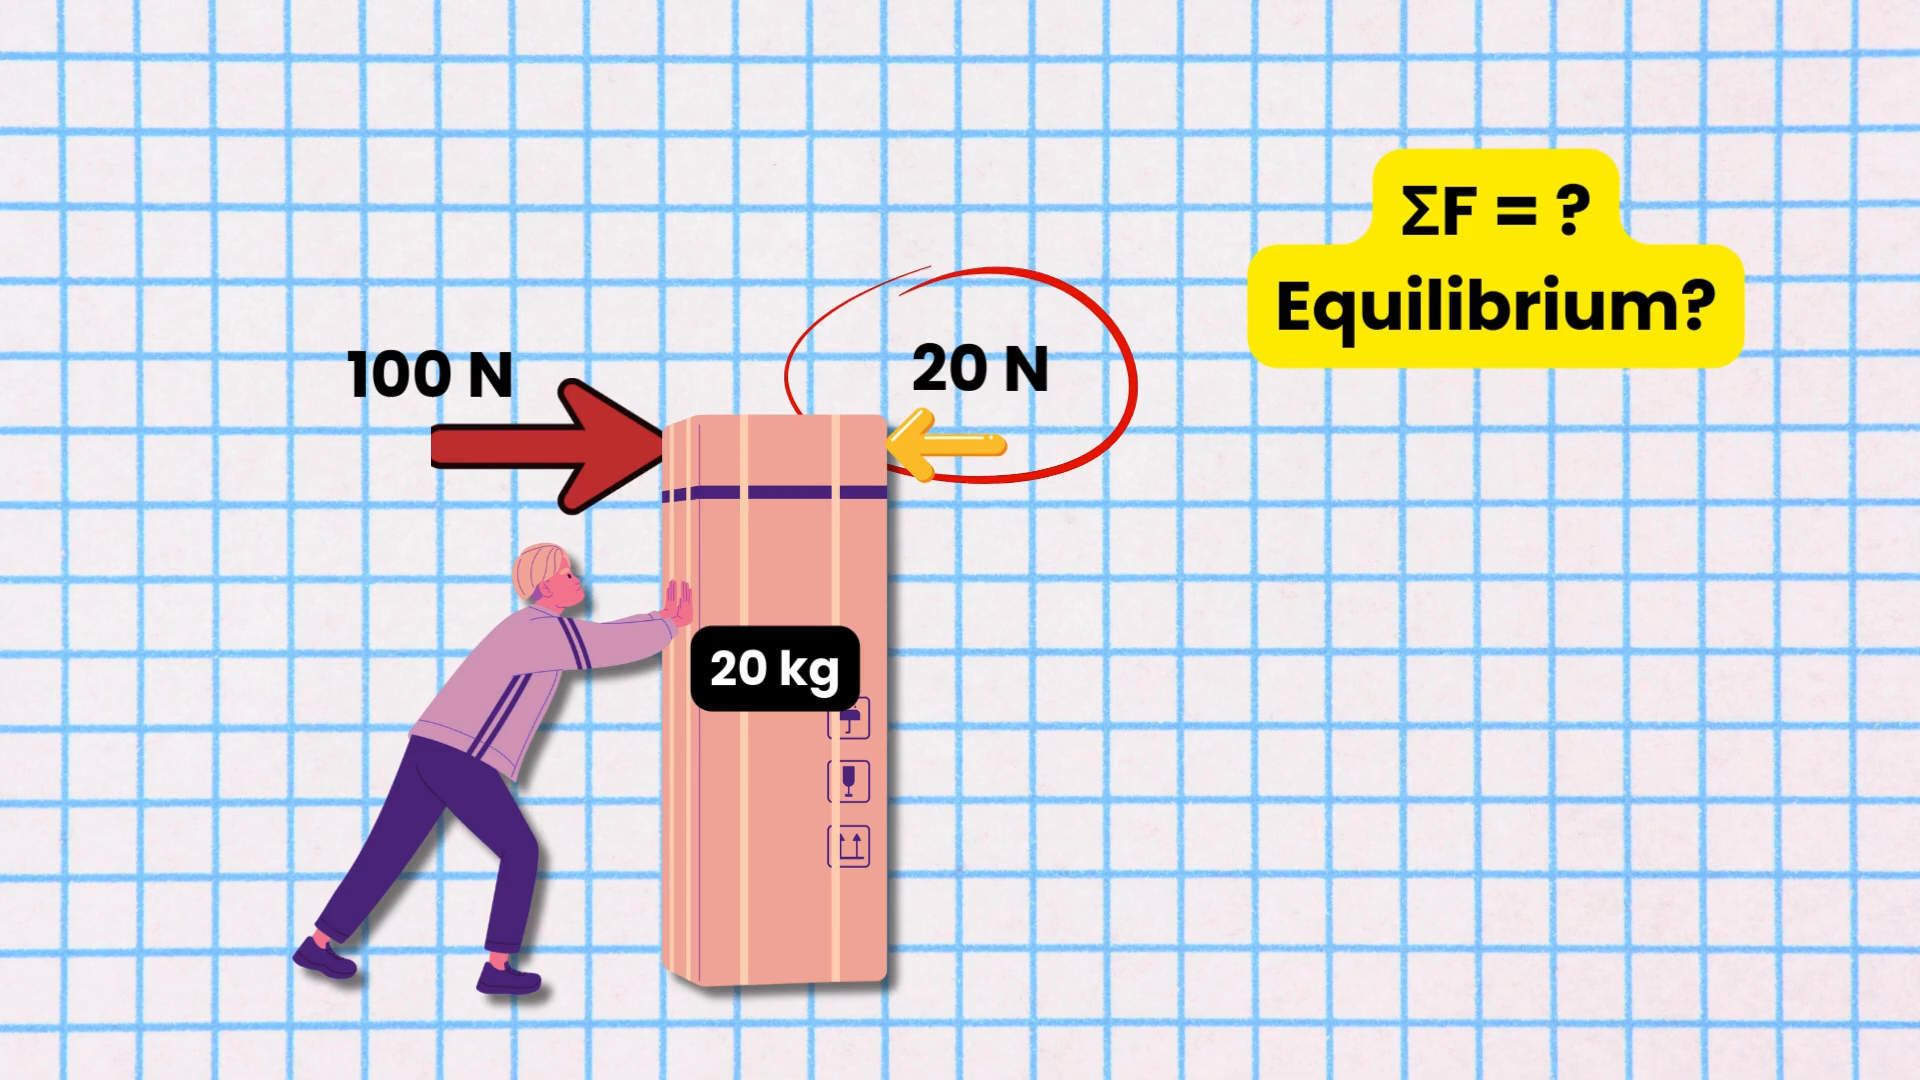 ΣF = ?
Equilibrium?
100 N
20 N
20 kg